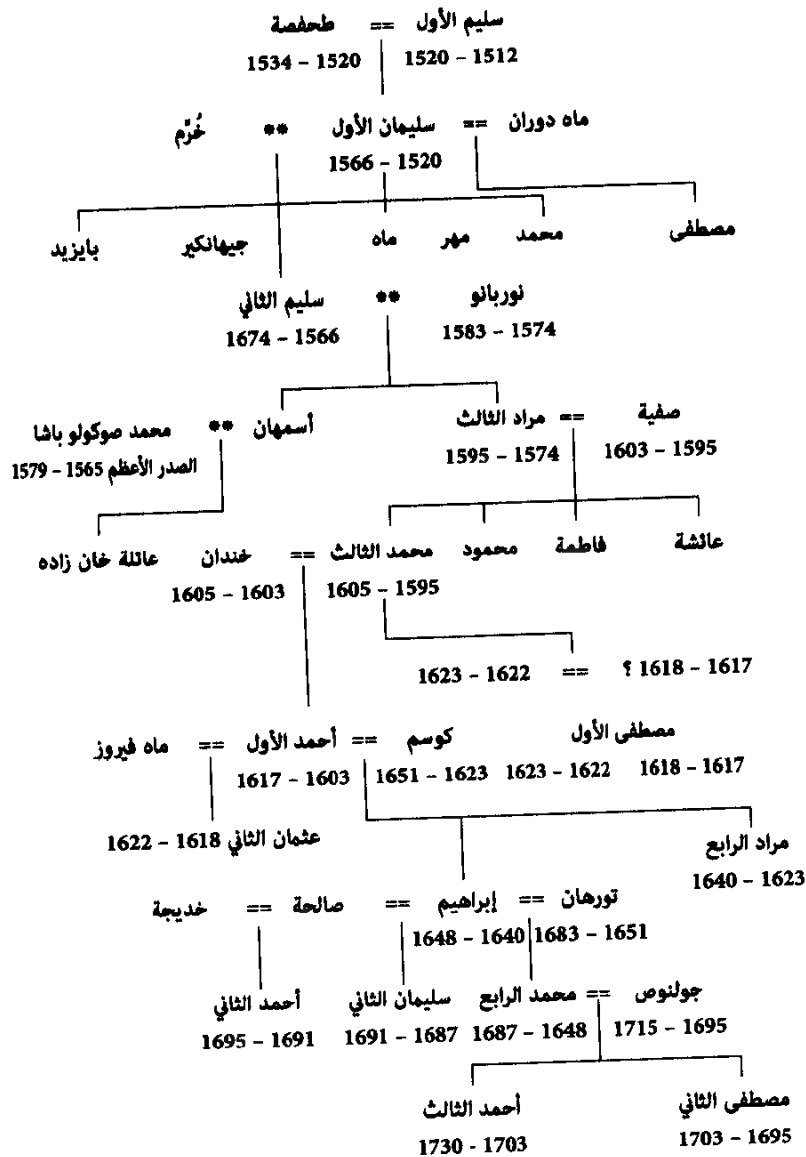 سليم الأول == طحفصة
1512 – 1520 1520 – 1534
ماه دوران == سليمان الأول ** خُرَّم
1520 – 1566
مصطفى محمد مهر ماه جيهانكير بايزيد
نوربانو ** سليم الثاني
1574 – 1583 1566 – 1674
صفية == مراد الثالث أسمهان ** محمد صوكولو باشا
1595 – 1603 1574 – 1595 الصدر الأعظم 1565 – 1579
عائشة فاطمة محمود محمد الثالث == خندان عائلة خان زاده
1595 – 1605 1603 – 1605
1617 – 1618 ؟ == 1622 – 1623
مصطفى الأول كوسم == أحمد الأول == ماه فيروز
1617 – 1618 1622 – 1623 1623 – 1651 1603 – 1617
مراد الرابع عثمان الثاني 1618 – 1622
1623 – 1640
تورهان == إبراهيم == صالحة == خديجة
1651 – 1683 1640 – 1648
جولنوص == محمد الرابع سليمان الثاني أحمد الثاني
1695 – 1715 1648 – 1687 1687 – 1691 1691 – 1695
مصطفى الثاني أحمد الثالث
1695 – 1703 1703 - 1730